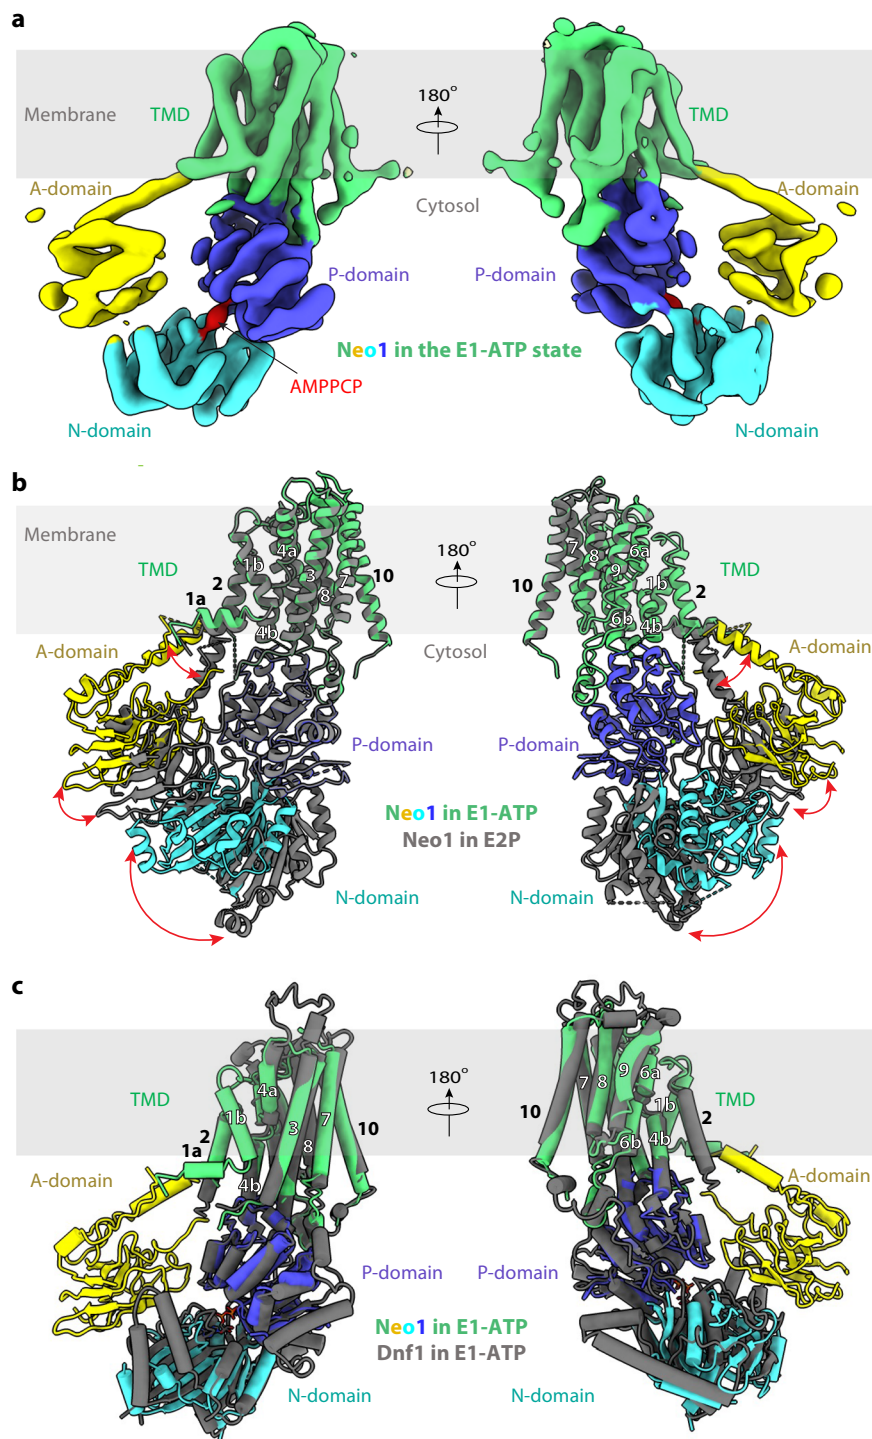 a
180°
Membrane
TMD
TMD
A-domain
A-domain
Cytosol
P-domain
P-domain
Neo1 in the E1-ATP state
AMPPCP
N-domain
N-domain
b
Membrane
180°
TMD
1a
2
1b
4a
3
8
7
10
4b
10
7
8
9
6a
1b
2
6b
4b
TMD
A-domain
A-domain
Cytosol
P-domain
P-domain
Neo1 in E1-ATP
Neo1 in E2P
N-domain
N-domain
c
180°
TMD
1a
2
1b
4a
3
8
7
10
4b
10
7
8
9
6a
1b
2
6b
4b
TMD
A-domain
A-domain
P-domain
P-domain
Neo1 in E1-ATP
Dnf1 in E1-ATP
N-domain
N-domain